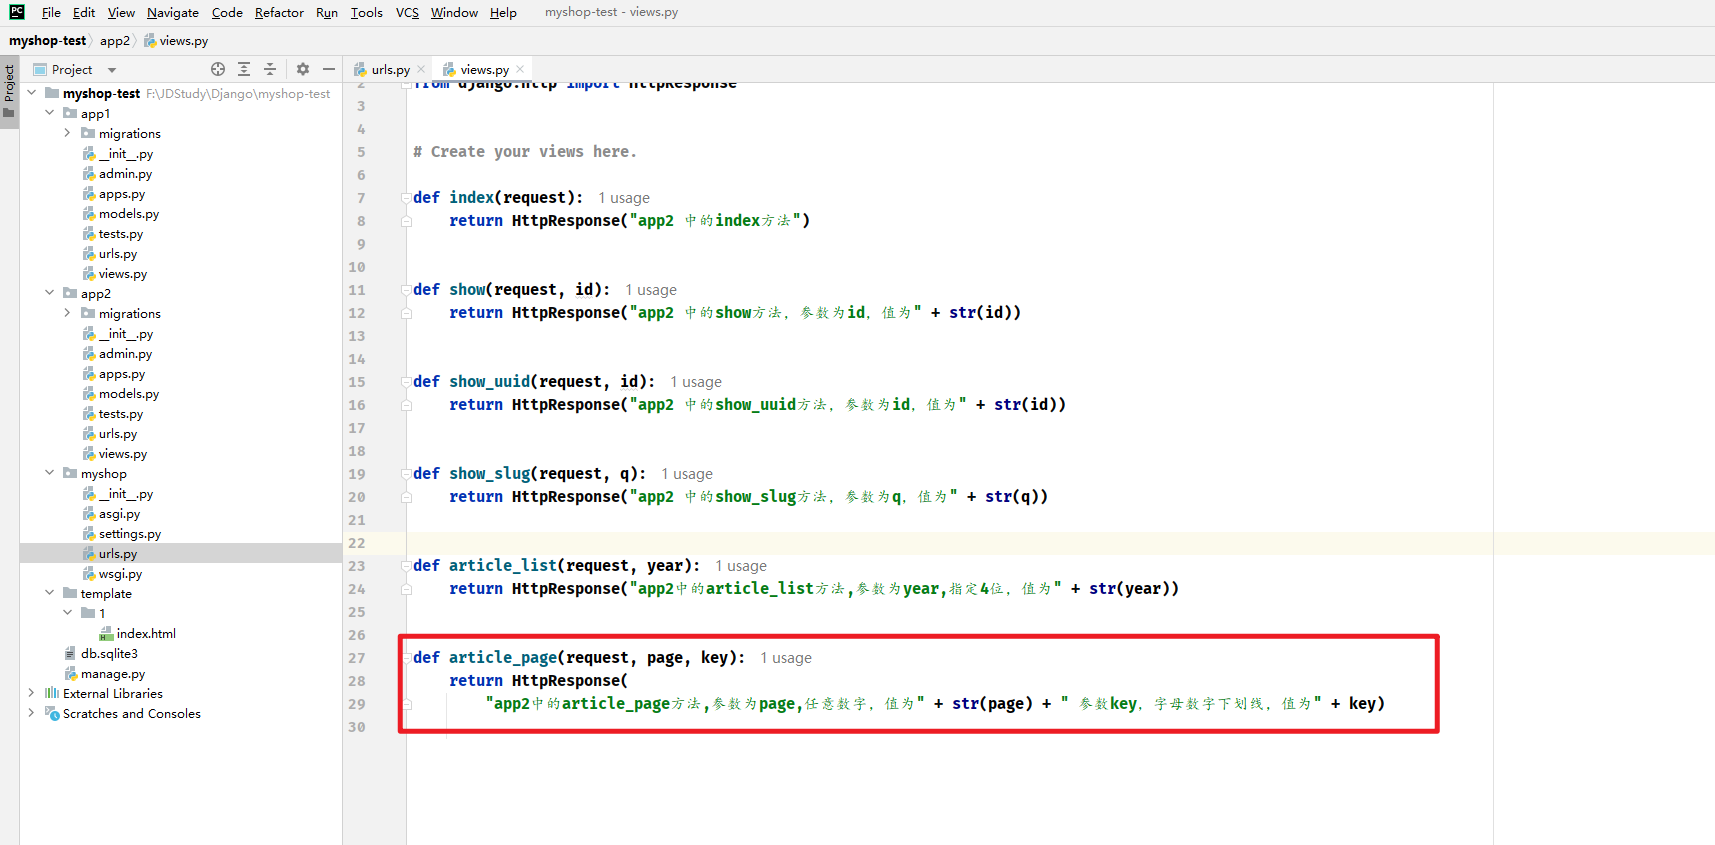 PC File Edit View Navigate Code Refactor Run Tools VCS Window Help myshop-test - views.py
myshop-test app2 views.py
Project
Project
urls.py
views.py
myshop-test F:\JDStudy\Django\myshop-test
app1
migrations
__init__.py
admin.py
apps.py
models.py
tests.py
urls.py
views.py
app2
migrations
__init__.py
admin.py
apps.py
models.py
tests.py
urls.py
views.py
myshop
__init__.py
asgi.py
settings.py
urls.py
wsgi.py
template
1
index.html
db.sqlite3
manage.py
External Libraries
Scratches and Consoles
2 from django.http import HttpResponse
3
4
5 # Create your views here.
6
7 def index(request): 1 usage
8 return HttpResponse("app2 中的index方法")
9
10
11 def show(request, id): 1 usage
12 return HttpResponse("app2 中的show方法，参数为id，值为" + str(id))
13
14
15 def show_uuid(request, id): 1 usage
16 return HttpResponse("app2 中的show_uuid方法，参数为id，值为" + str(id))
17
18
19 def show_slug(request, q): 1 usage
20 return HttpResponse("app2 中的show_slug方法，参数为q，值为" + str(q))
21
22
23 def article_list(request, year): 1 usage
24 return HttpResponse("app2中的article_list方法,参数为year,指定4位，值为" + str(year))
25
26
27 def article_page(request, page, key): 1 usage
28 return HttpResponse(
29 "app2中的article_page方法,参数为page,任意数字，值为" + str(page) + " 参数key，字母数字下划线，值为" + key)
30